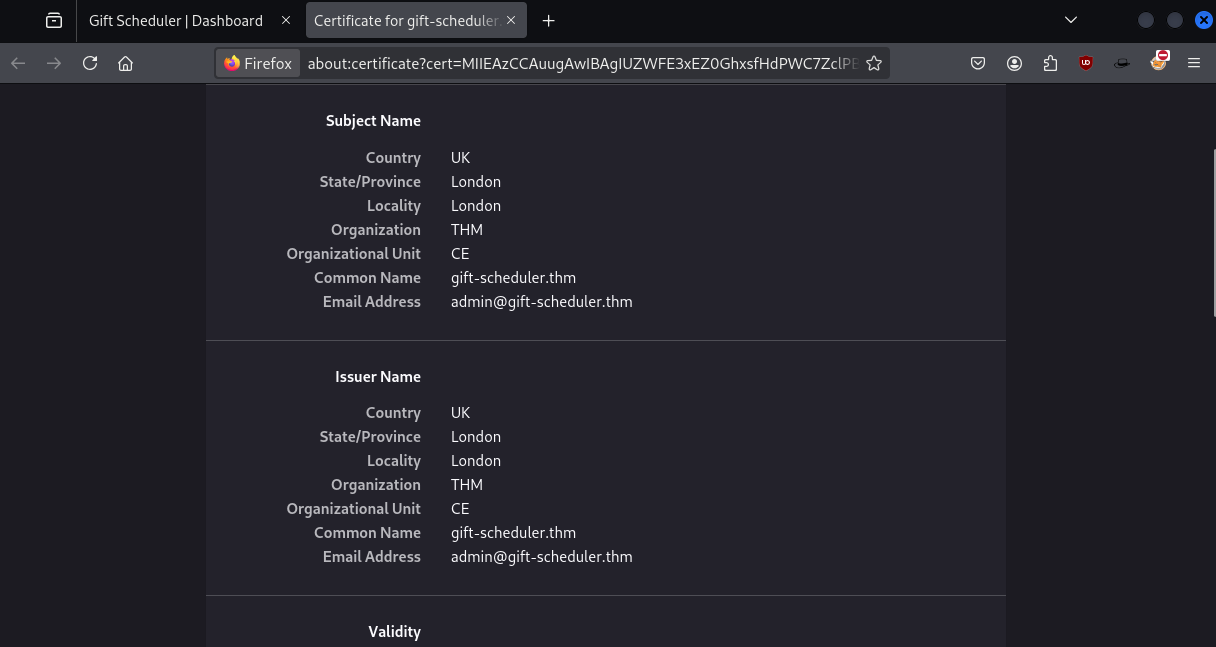 Gift Scheduler | Dashboard
Certificate for gift-scheduler.
Firefox
about:certificate?cert=MIIEAzCCAuugAwIBAgIUZWFE3xEZ0GhxsfHdPWC7ZclPE
Subject Name
Country UK
State/Province London
Locality London
Organization THM
Organizational Unit CE
Common Name gift-scheduler.thm
Email Address admin@gift-scheduler.thm
Issuer Name
Country UK
State/Province London
Locality London
Organization THM
Organizational Unit CE
Common Name gift-scheduler.thm
Email Address admin@gift-scheduler.thm
Validity